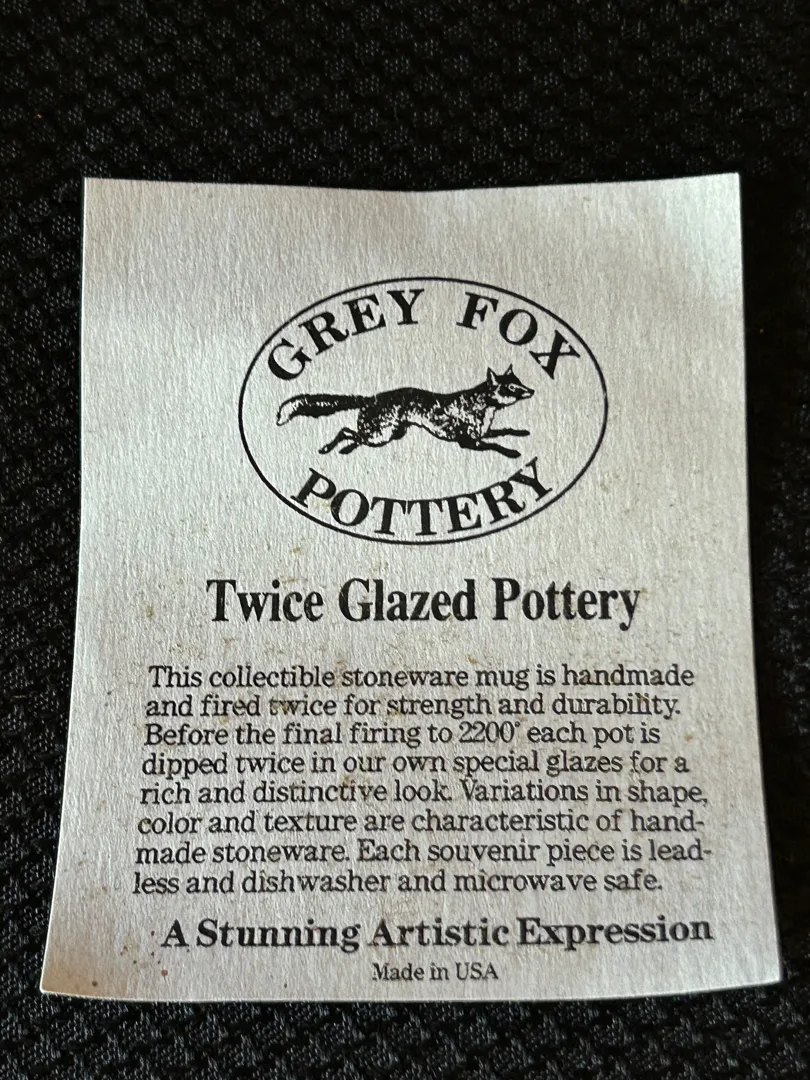 GREY FOX
POTTERY
Twice Glazed Pottery
This collectible stoneware mug is handmade
and fired twice for strength and durability.
Before the final firing to 2200° each pot is
dipped twice in our own special glazes for a
rich and distinctive look. Variations in shape,
color and texture are characteristic of hand-
made stoneware. Each souvenir piece is lead-
less and dishwasher and microwave safe.
A Stunning Artistic Expression
Made in USA